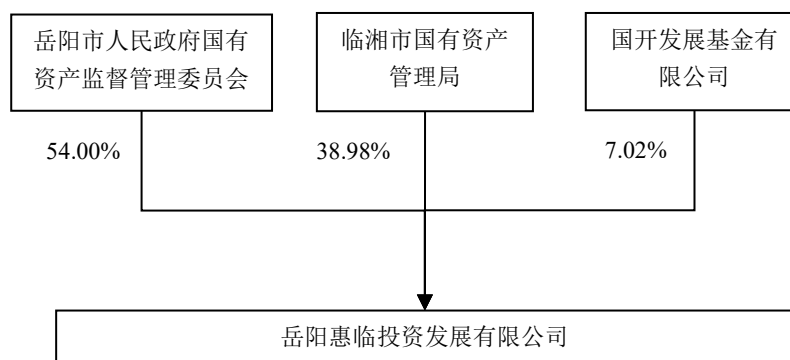 岳阳市人民政府国有
资产监督管理委员会
临湘市国有资产
管理局
国开发展基金有
限公司
54.00%
38.98%
7.02%
岳阳惠临投资发展有限公司